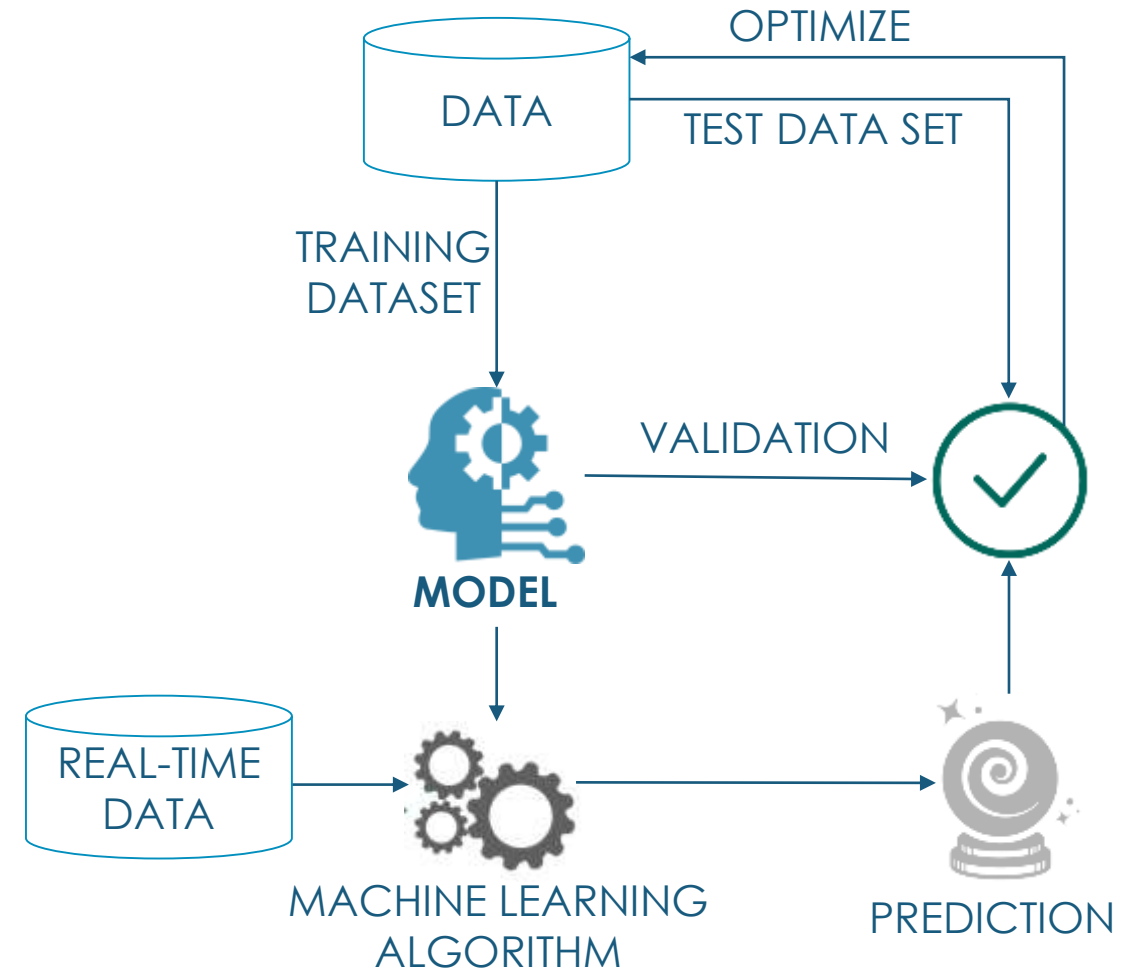 OPTIMIZE
DATA
TEST DATA SET
TRAINING
DATASET
VALIDATION
MODEL
REAL-TIME
DATA
MACHINE LEARNING
ALGORITHM
PREDICTION